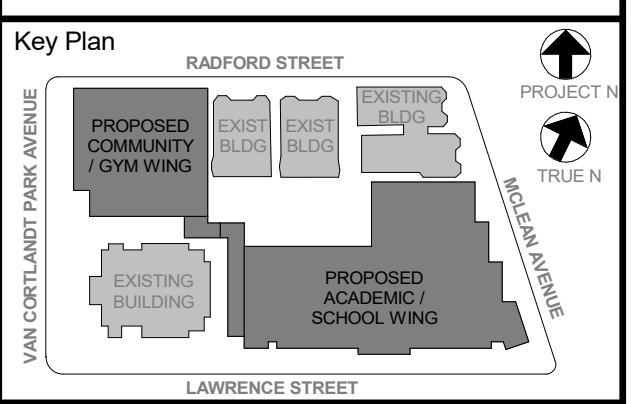 Key Plan
RADFORD STREET
PROJECT N
TRUE N
VAN CORTLANDT PARK AVENUE
PROPOSED
COMMUNITY
/ GYM WING
EXIST
BLDG
EXIST
BLDG
EXISTING
BLDG
MCLEAN AVENUE
EXISTING
BUILDING
PROPOSED
ACADEMIC /
SCHOOL WING
LAWRENCE STREET